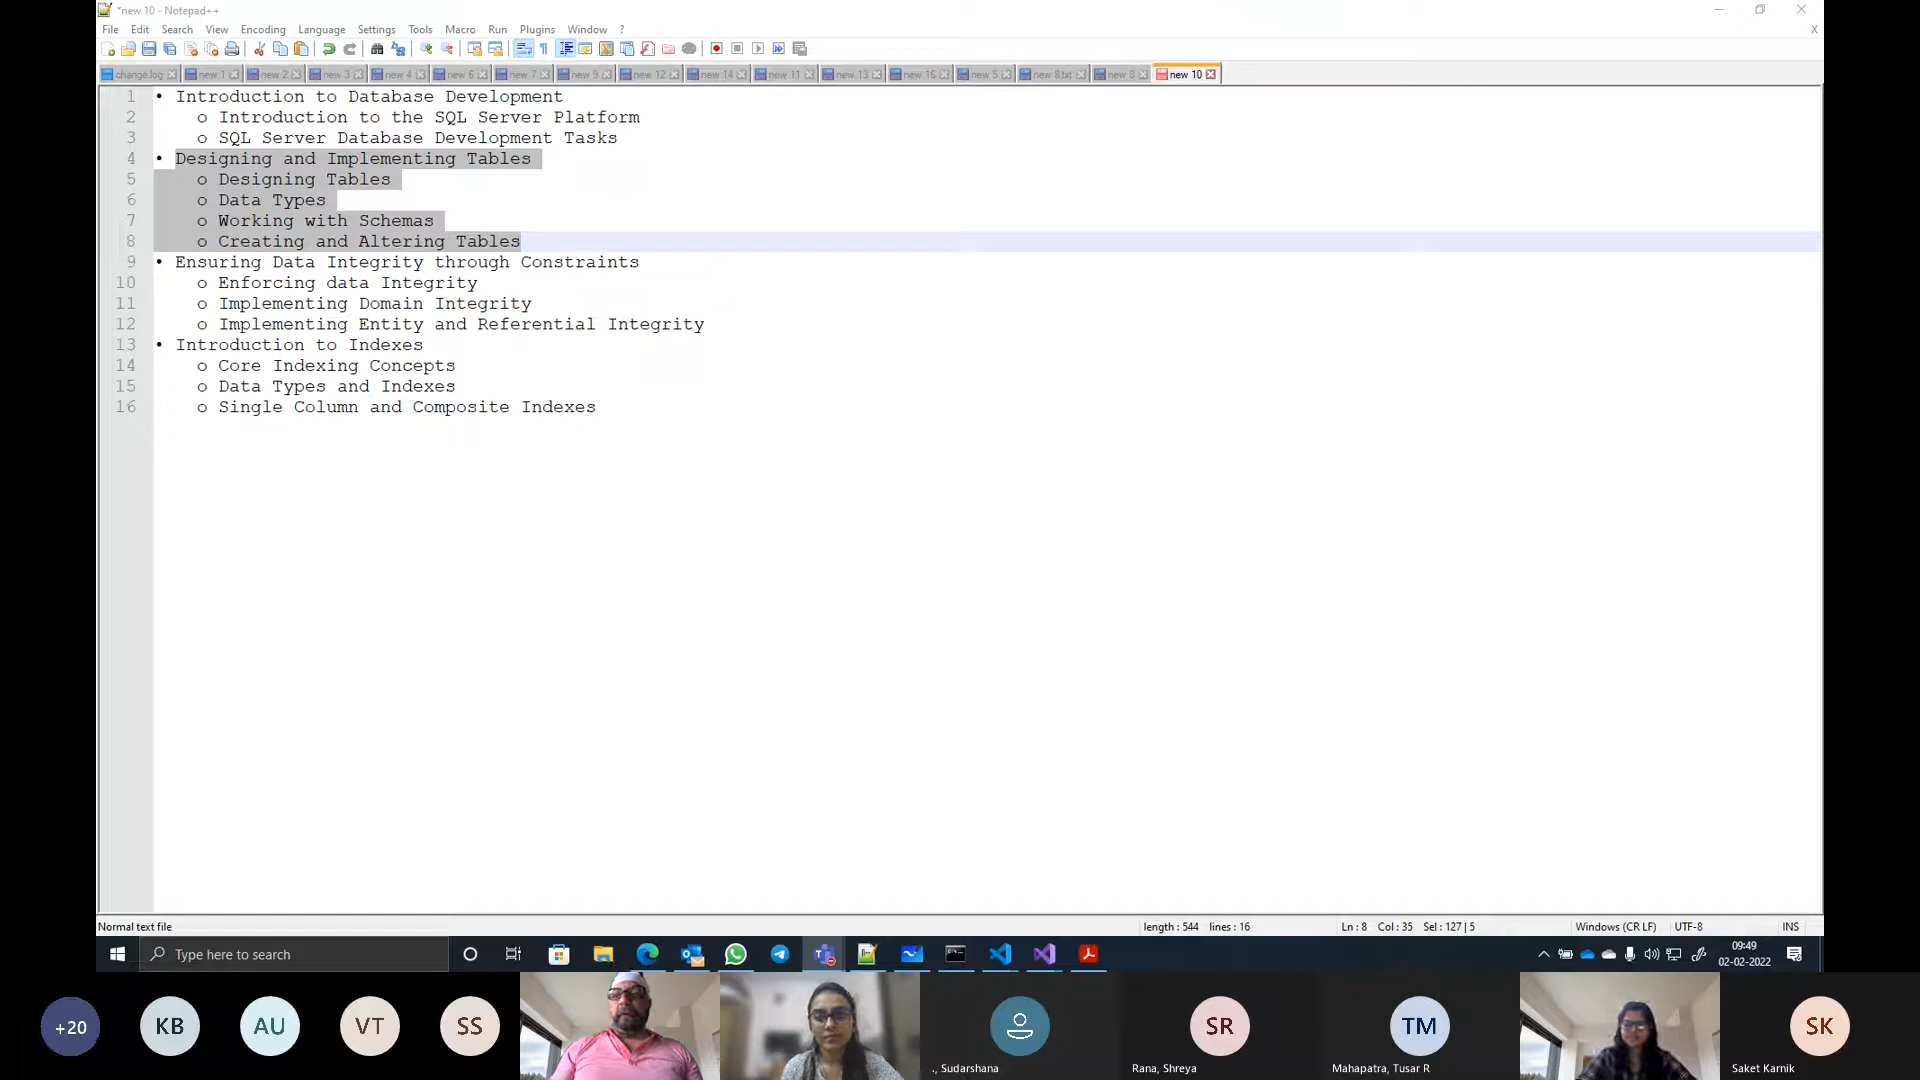 *new 10 - Notepad++
File Edit Search View Encoding Language Settings Tools Macro Run Plugins Window ? X
change.log new 1 new 2 new 3 new 4 new 6 new 7 new 9 new 12 new 14 new 11 new 13 new 16 new 5 new 8.txt new 8 new 10
1 • Introduction to Database Development
2 o Introduction to the SQL Server Platform
3 o SQL Server Database Development Tasks
4 • Designing and Implementing Tables
5 o Designing Tables
6 o Data Types
7 o Working with Schemas
8 o Creating and Altering Tables
9 • Ensuring Data Integrity through Constraints
10 o Enforcing data Integrity
11 o Implementing Domain Integrity
12 o Implementing Entity and Referential Integrity
13 • Introduction to Indexes
14 o Core Indexing Concepts
15 o Data Types and Indexes
16 o Single Column and Composite Indexes
Normal text file length : 544 lines : 16 Ln : 8 Col : 35 Sel : 127 | 5 Windows (CR LF) UTF-8 INS
Type here to search
09:49
02-02-2022
+20 KB AU VT SS SR TM SK
., Sudarshana Rana, Shreya Mahapatra, Tusar R Saket Karnik